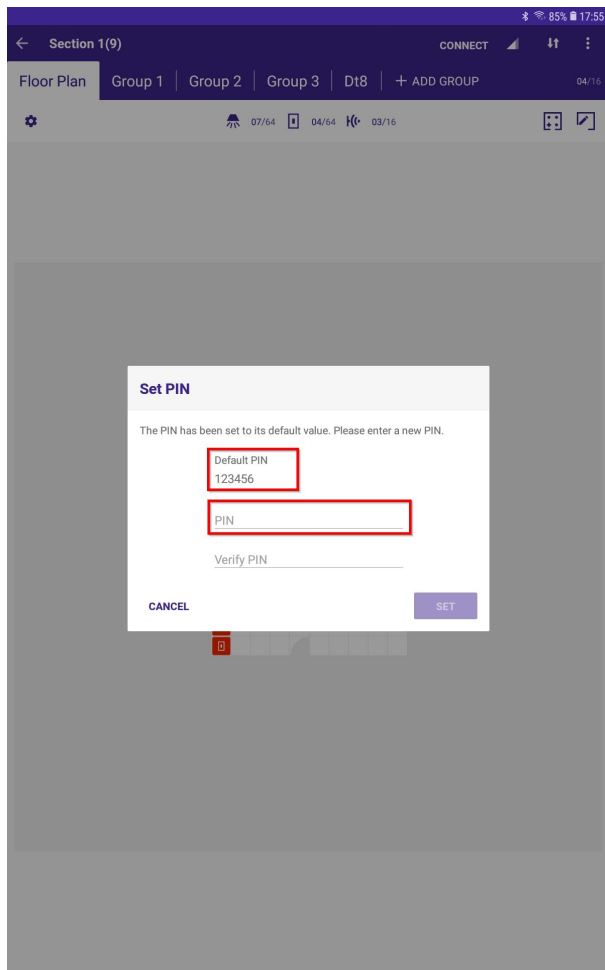 85% 17:55
Section 1(9) CONNECT
Floor Plan Group 1 Group 2 Group 3 Dt8 + ADD GROUP 04/16
07/64 04/64 03/16
Set PIN
The PIN has been set to its default value. Please enter a new PIN.
Default PIN
123456
PIN
Verify PIN
CANCEL SET